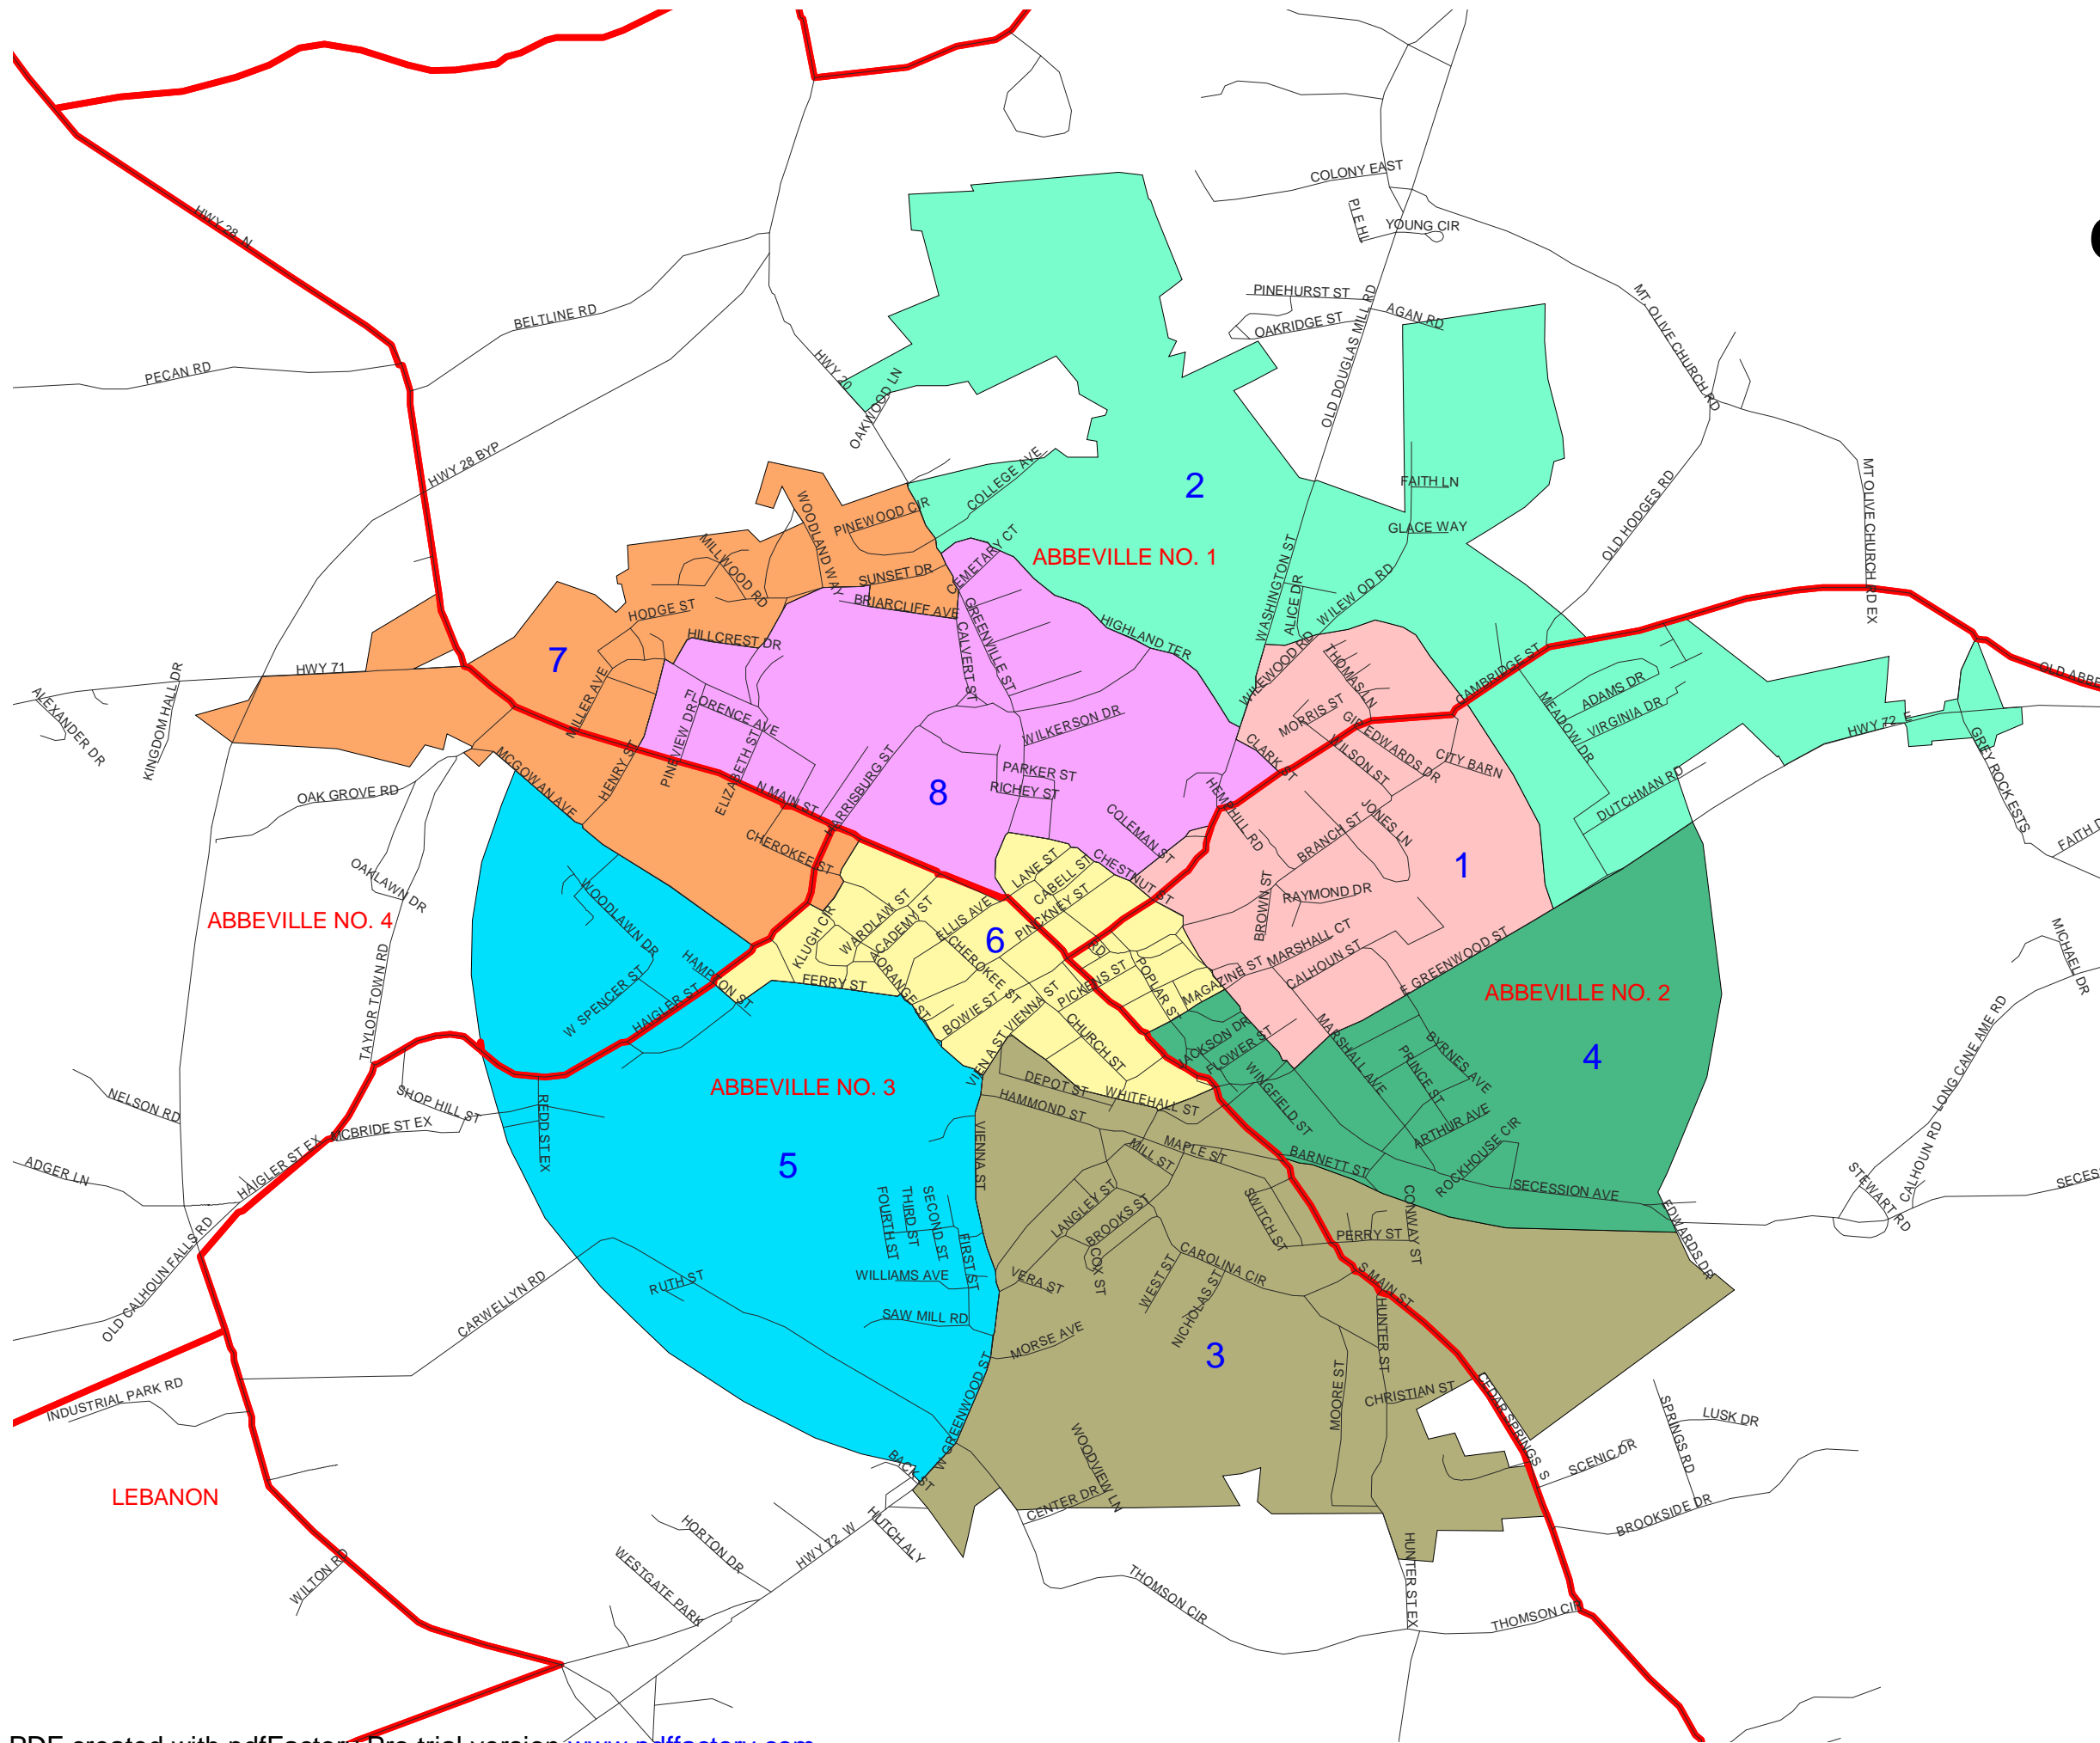 COLONY EAST
PLEHI
YOUNG CIR
HWY 28 N
PINEHURST ST
AGAN RD
OAKRIDGE ST
OLD DOUGLAS MILL RD
MT. OLIVE CHURCH RD
BELTLINE RD
PECAN RD
HWY 20
OAKWOOD LN
HWY 28 BYP
COLLEGE AVE
2
FAITH LN
GLACE WAY
OLD HODGES RD
MT OLIVE CHURCH RD EX
WOODLAND WAY
PINEWOOD CIR
MILLWOOD RD
SUNSET DR
CEMETARY CT
ABBEVILLE NO. 1
WASHINGTON ST
ALICE DR
WILEWOOD RD
HODGE ST
BRIARCLIFF AVE
GREENVILLE ST
CALVERT ST
HIGHLAND TER
HILLCREST DR
7
HWY 71
KINGDOM HALL DR
ALEXANDER DR
MILLER AVE
FLORENCE AVE
PINEVIEW DR
ELIZABETH ST
HENRY ST
MCGOWAN AVE
WILEWOOD RD
THOMAS LN
MORRIS ST
CAMBRIDGE ST
ADAMS DR
VIRGINIA DR
MEADOW DR
HWY 72 E
OLD ABBE
GREY ROCK ESTS
WILKERSON DR
CLARK ST
EDWARDS DR
WILSON ST
CITY BARN
PARKER ST
RICHEY ST
8
HARRISBURG ST
N MAIN ST
OAK GROVE RD
COLEMAN ST
HEMPHILL RD
JONES LN
BRANCH ST
DUTCHMAN RD
FAITH D
CHEROKEE ST
CHESTNUT ST
LANE ST
CABELL ST
PINCKNEY ST
1
OAKLAWN DR
WOODLAWN DR
KLUGH CIR
WARDLAW ST
ACADEMY ST
ELLIS AVE
RAYMOND DR
BROWN ST
ABBEVILLE NO. 4
6
CHEROKEE ST
RD
MARSHALL CT
CALHOUN ST
MAGAZINE ST
POPLAR ST
PICKENS ST
E GREENWOOD ST
ABBEVILLE NO. 2
MICHAEL DR
HAMPTON ST
FERRY ST
ORANGE ST
BOWIE ST
VIENNA ST
W SPENCER ST
HAIGLER ST
TAYLOR TOWN RD
CHURCH ST
JACKSON DR
FLOWER ST
MARSHALL AVE
BYRNES AVE
PRINCE ST
4
LONG CANE AME RD
NELSON RD
SHOP HILL ST
MCBRIDE ST EX
REDD ST EX
ABBEVILLE NO. 3
DEPOT ST
HAMMOND ST
WHITEHALL ST
WINGFIELD ST
ARTHUR AVE
ROCKHOUSE CIR
ADGER LN
HAIGLER ST EX
5
VIENNA ST
MILL ST
MAPLE ST
BARNETT ST
SECESSION AVE
CALHOUN RD
STEWART RD
SECES
OLD CALHOUN FALLS RD
FOURTH ST
THIRD ST
SECOND ST
FIRST ST
LANGLEY ST
BROOKS ST
SWITCH ST
CONWAY ST
PERRY ST
EDWARDS DR
WILLIAMS AVE
VERA ST
COX ST
WEST ST
CAROLINA CIR
NICHOLAS ST
S MAIN ST
RUTH ST
CARWELLYN RD
SAW MILL RD
MORSE AVE
3
HUNTER ST
MOORE ST
CHRISTIAN ST
CEDAR SPRINGS S
INDUSTRIAL PARK RD
W GREENWOOD ST
SPRINGS RD
LUSK DR
SCENIC DR
BACK ST
WOODVIEW LN
CENTER DR
BROOKSIDE DR
LEBANON
HORTON DR
HWY 72 W
HUTCH ALY
WESTGATE PARK
WILTON RD
THOMSON CIR
HUNTER ST EX
THOMSON CIR
PDF created with pdfFactory Pro trial version www.pdffactory.com